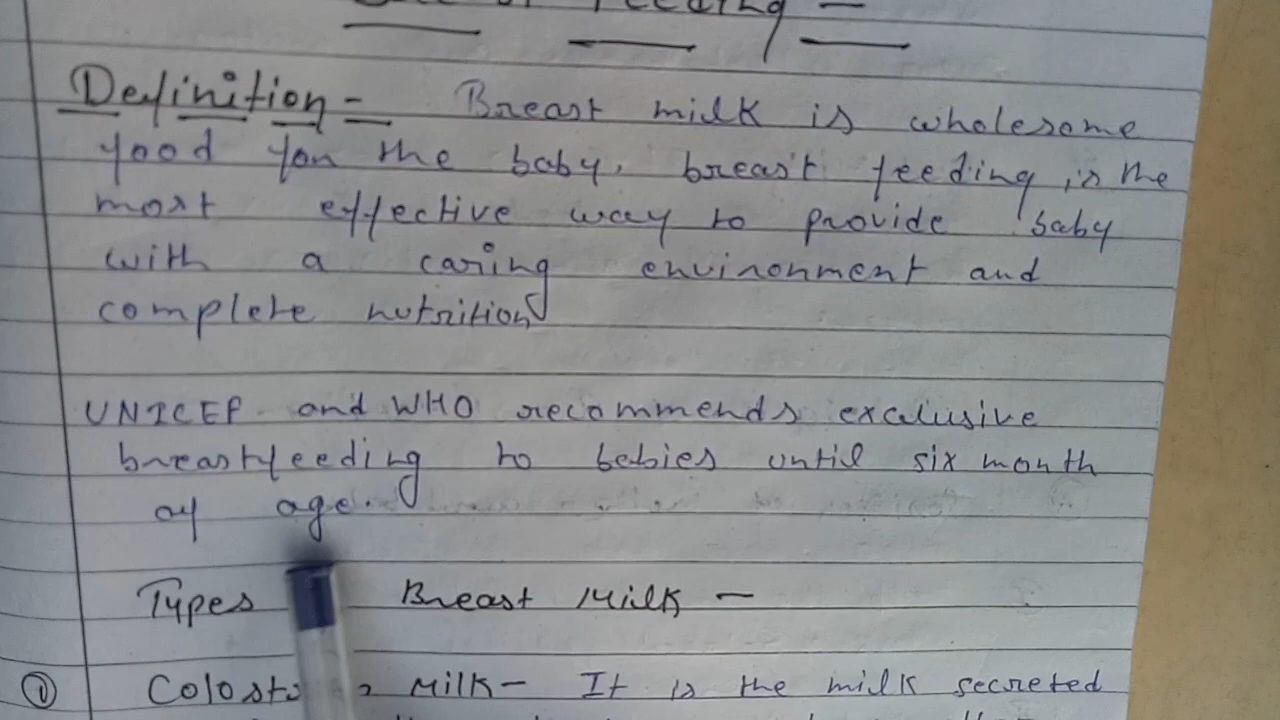 feeding -
Definition - Breast milk is wholesome
food for the baby. breast feeding is the
most effective way to provide baby
with a caring environment and
complete nutrition
UNICEF and WHO recommends exclusive
breastfeeding to babies until six month
of age.
Types Breast Milk -
① Milk - It is the milk secreted